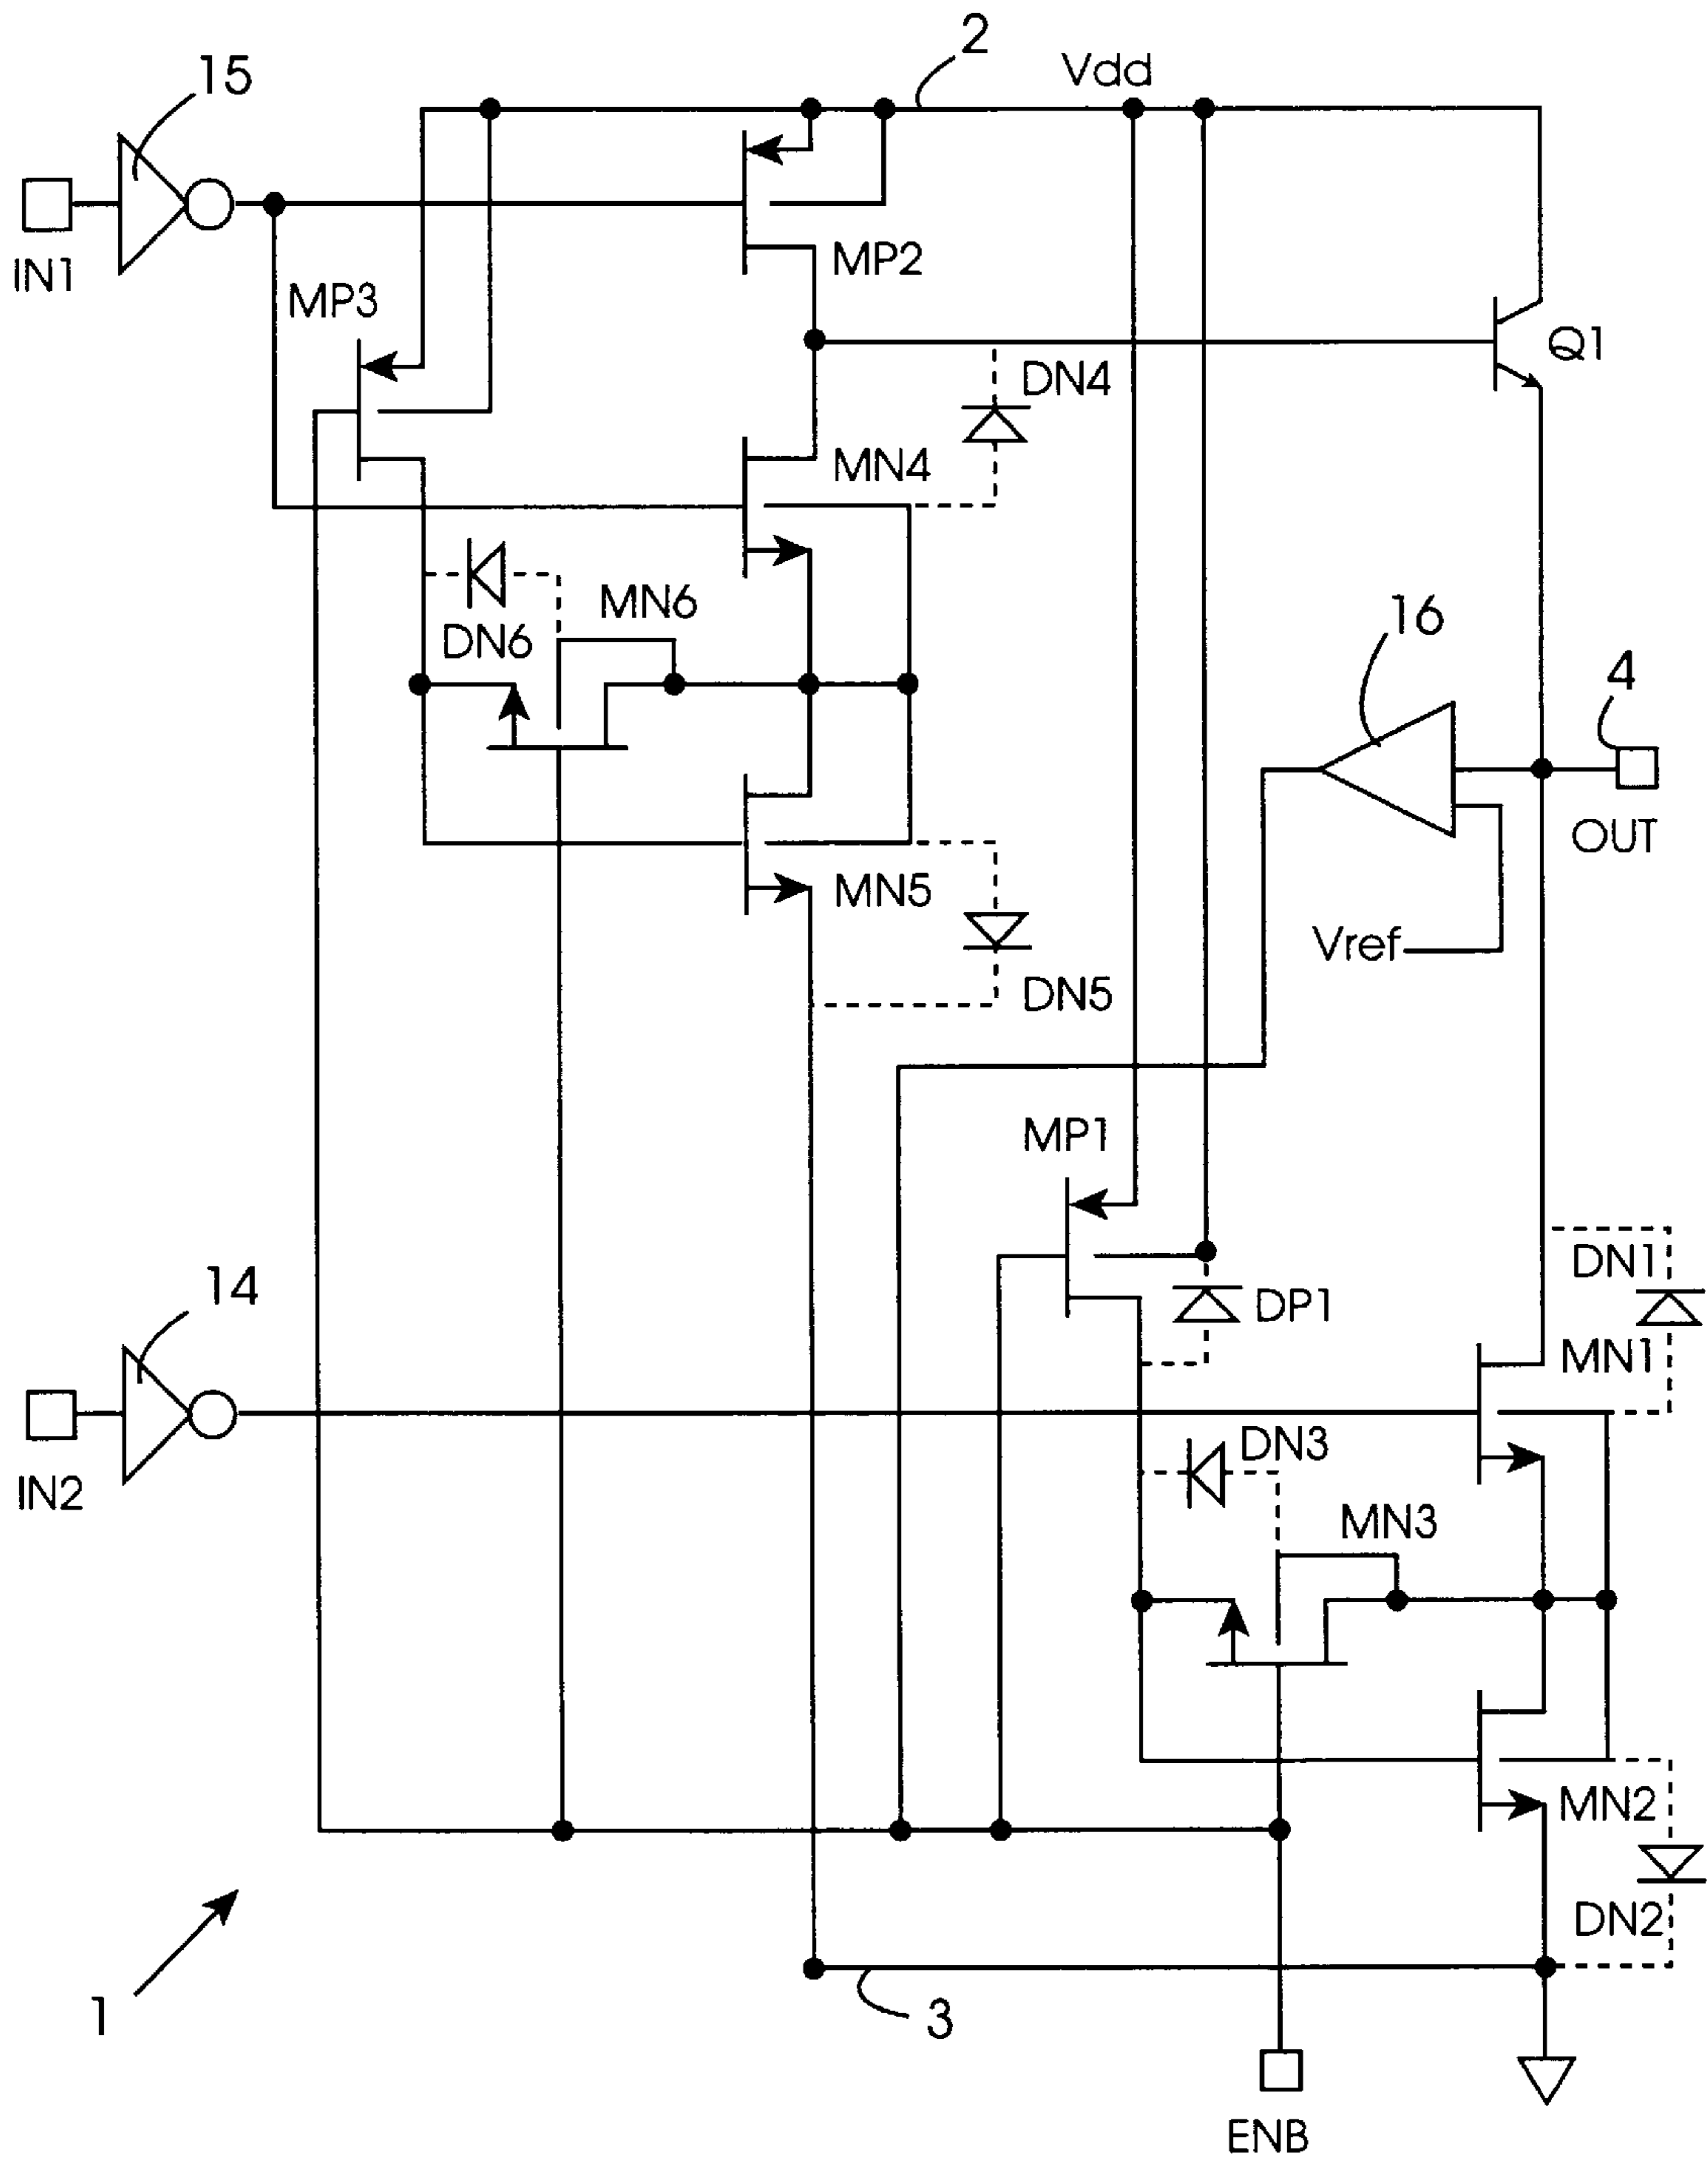 2
Vdd
15
IN1
MP2
MP3
Q1
DN4
MN4
MN6
16
DN6
4
OUT
MN5
Vref
DN5
MP1
DN1
14
DP1
MN1
DN3
IN2
MN3
MN2
DN2
1
3
ENB